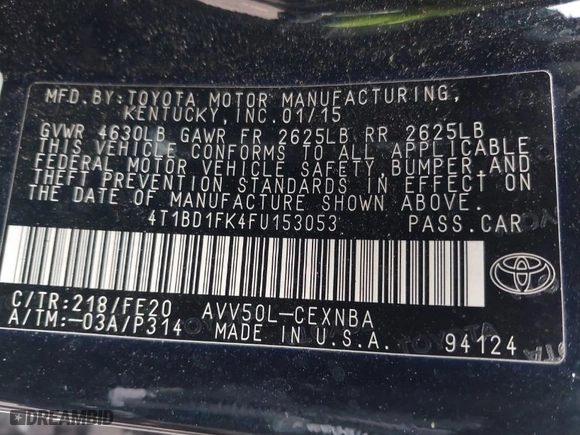 MFD.BY:TOYOTA MOTOR MANUFACTURING,
KENTUCKY, INC.01/15
GVWR 4630LB GAWR FR 2625LB RR 2625LB
THIS VEHICLE CONFORMS TO ALL APPLICABLE
FEDERAL MOTOR VEHICLE SAFETY,BUMPER,AND
THEFT PREVENTION STANDARDS IN EFFECT ON
THE DATE OF MANUFACTURE SHOWN ABOVE.
4T1BD1FK4FU153053 PASS.CAR
C/TR:218/FE20 AVV50L-CEXNBA
A/TM:-03A/P314 MADE IN U.S.A. 94124
TOYOTA
DREAMBID